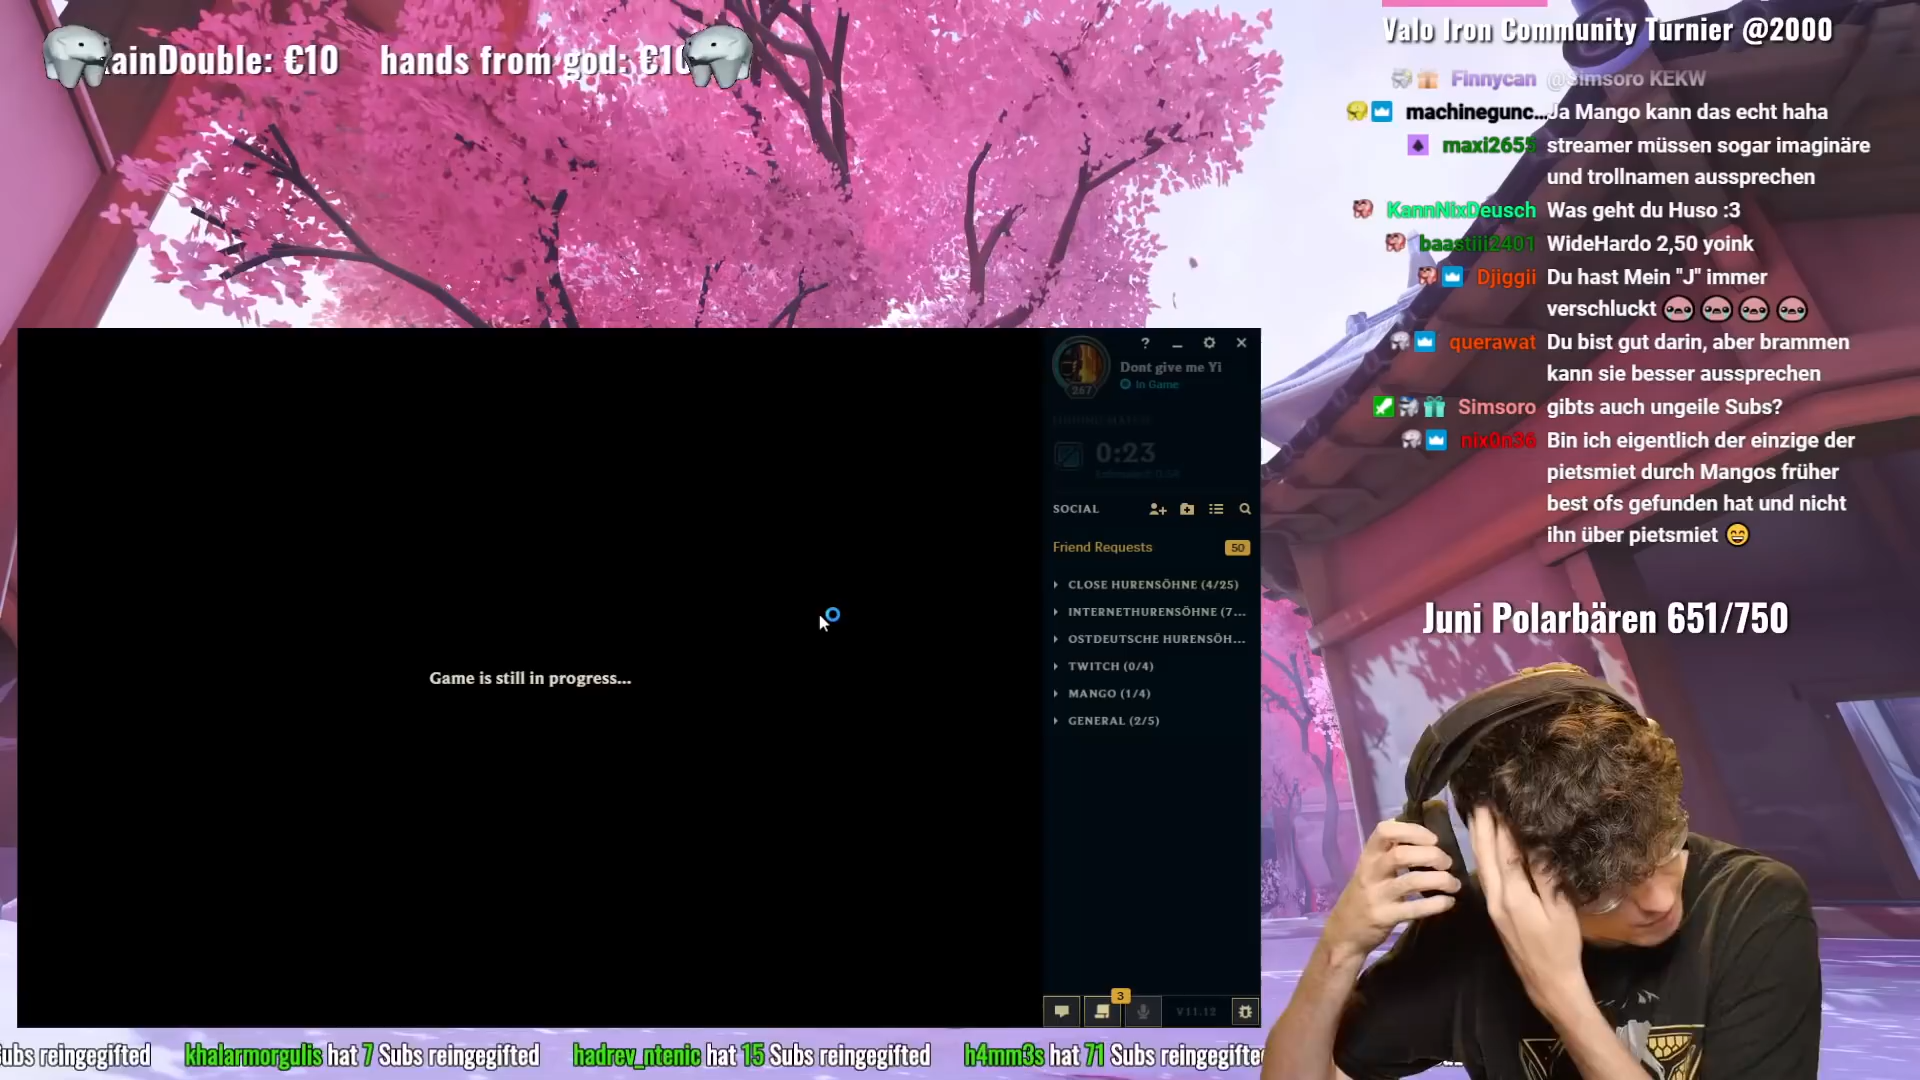 ainDouble: €10 hands from god: €10
Valo Iron Community Turnier @2000
Finnycan @Simsoro KEKW
machinegunc... Ja Mango kann das echt haha
maxi2655 streamer müssen sogar imaginäre
und trollnamen aussprechen
KannNixDeusch Was geht du Huso :3
baastiii2401 WideHardo 2,50 yoink
Djiggii Du hast Mein "J" immer
verschluckt
querawat Du bist gut darin, aber brammen
kann sie besser aussprechen
Simsoro gibts auch ungeile Subs?
nix0n36 Bin ich eigentlich der einzige der
pietsmiet durch Mangos früher
best ofs gefunden hat und nicht
ihn über pietsmiet
Juni Polarbären 651/750
Game is still in progress...
?
Dont give me Yi
In Game
267
FINDING MATCH
0:23
SOCIAL
Friend Requests 50
CLOSE HURENSÖHNE (4/25)
INTERNETHURENSÖHNE (7...
OSTDEUTSCHE HURENSÖH...
TWITCH (0/4)
MANGO (1/4)
GENERAL (2/5)
3
V11.12
ubs reingegifted khalarmorgulis hat 7 Subs reingegifted hadrev_ntenic hat 15 Subs reingegifted h4mm3s hat 71 Subs reingegifte